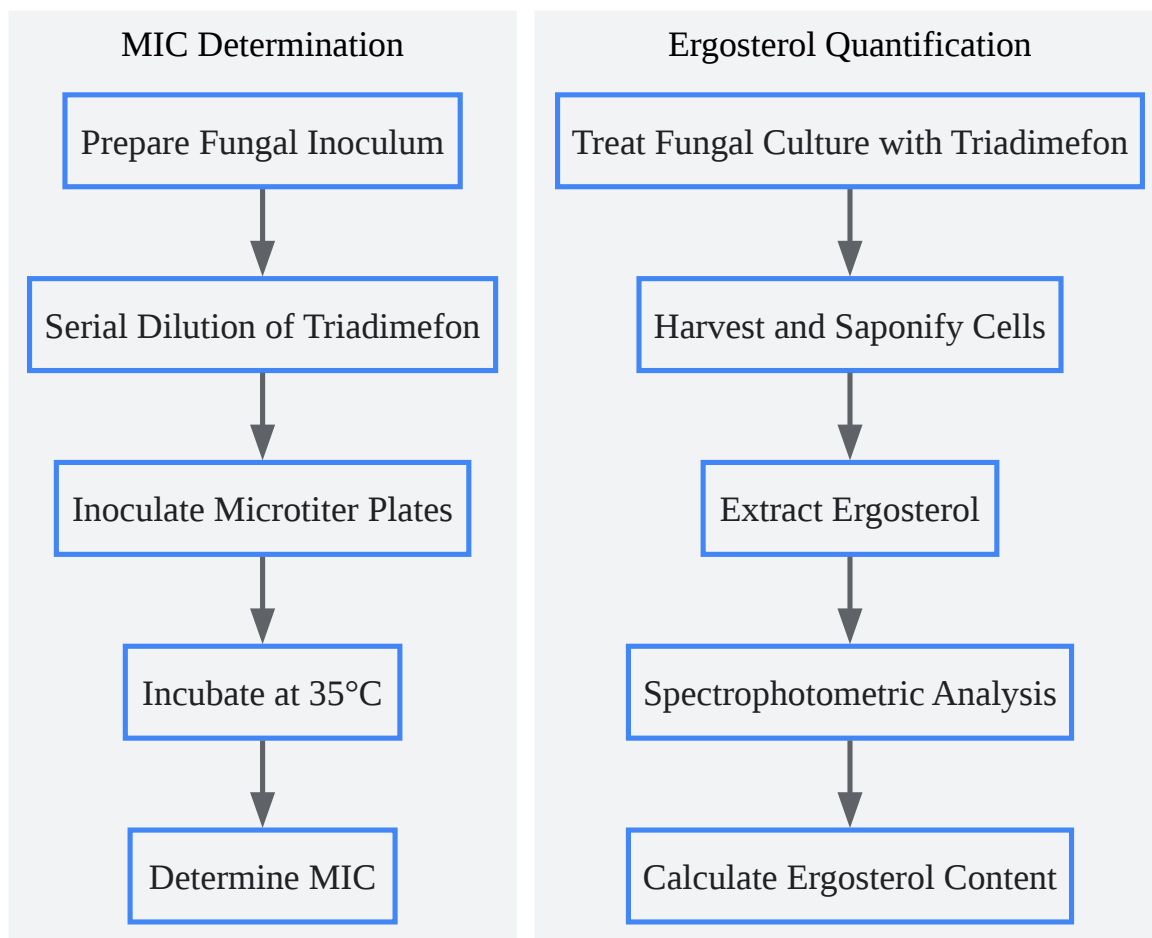 MIC Determination
Prepare Fungal Inoculum
Serial Dilution of Triadimefon
Inoculate Microtiter Plates
Incubate at 35°C
Determine MIC
Ergosterol Quantification
Treat Fungal Culture with Triadimefon
Harvest and Saponify Cells
Extract Ergosterol
Spectrophotometric Analysis
Calculate Ergosterol Content